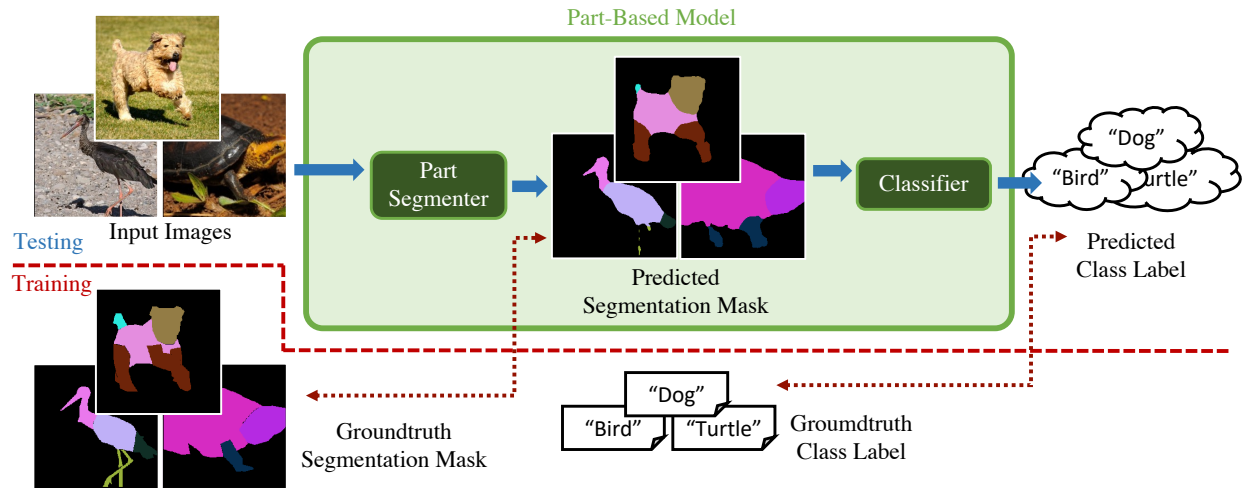 Part-Based Model
Part
Segmenter
Classifier
"Dog"
"Bird"
Turtle"
Input Images
Testing
Training
Predicted
Segmentation Mask
Predicted
Class Label
Groundtruth
Segmentation Mask
"Dog"
"Bird"
"Turtle"
Groumdtruth
Class Label